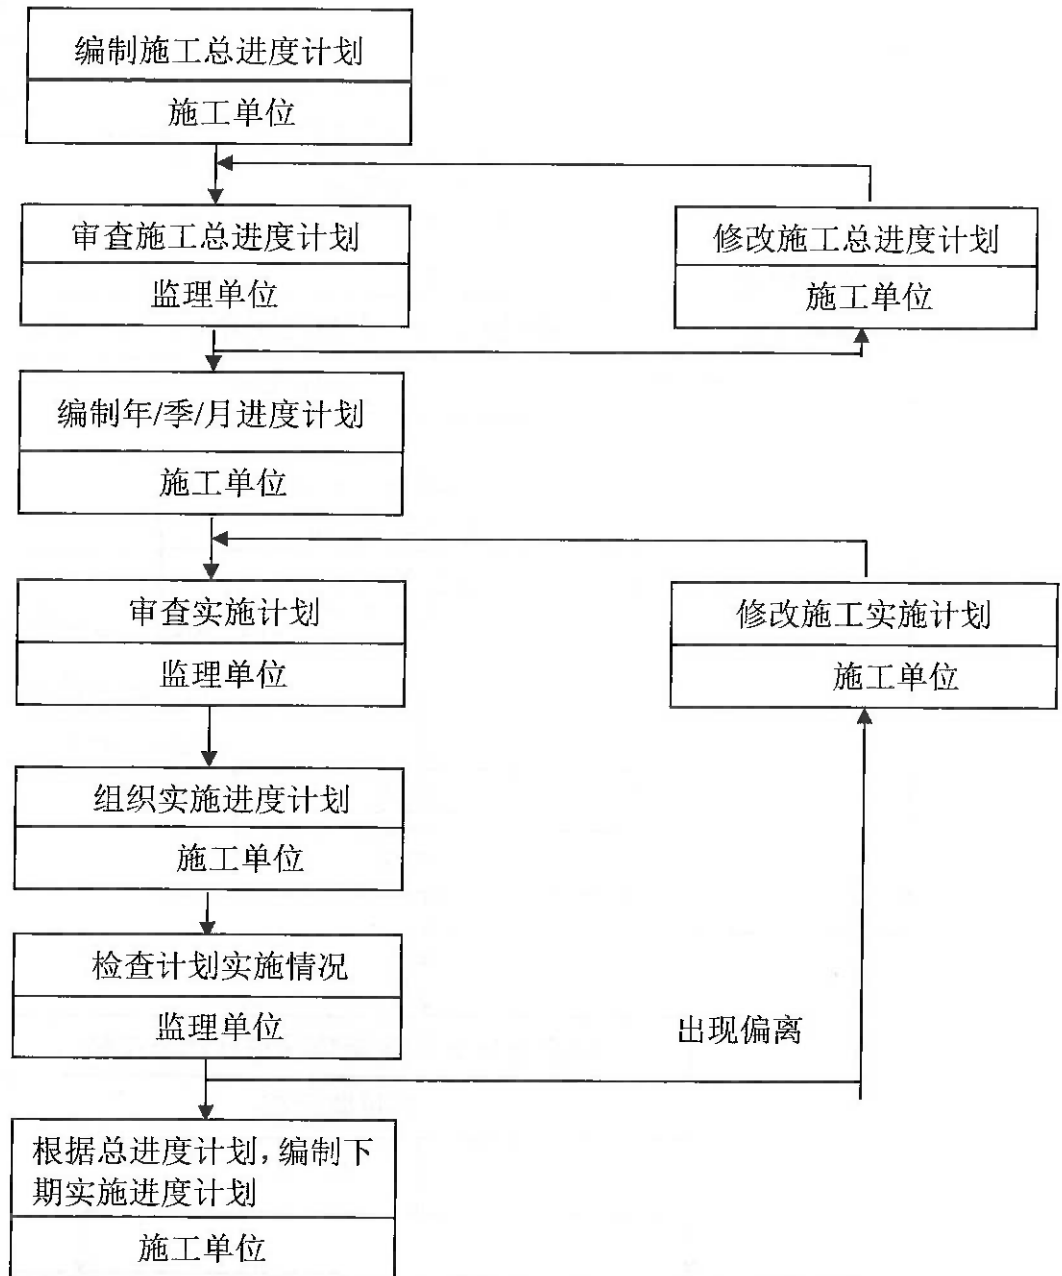 编制施工总进度计划
施工单位
审查施工总进度计划
监理单位
修改施工总进度计划
施工单位
编制年/季/月进度计划
施工单位
审查实施计划
监理单位
修改施工实施计划
施工单位
组织实施进度计划
施工单位
检查计划实施情况
监理单位
出现偏离
根据总进度计划,编制下
期实施进度计划
施工单位